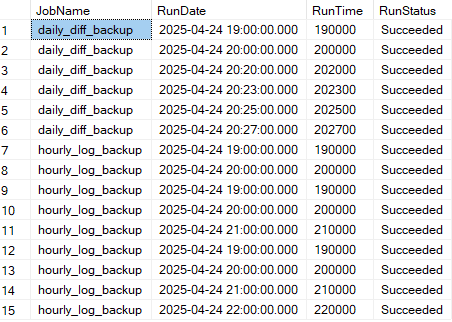 JobName RunDate RunTime RunStatus
1 daily_diff_backup 2025-04-24 19:00:00.000 190000 Succeeded
2 daily_diff_backup 2025-04-24 20:00:00.000 200000 Succeeded
3 daily_diff_backup 2025-04-24 20:20:00.000 202000 Succeeded
4 daily_diff_backup 2025-04-24 20:23:00.000 202300 Succeeded
5 daily_diff_backup 2025-04-24 20:25:00.000 202500 Succeeded
6 daily_diff_backup 2025-04-24 20:27:00.000 202700 Succeeded
7 hourly_log_backup 2025-04-24 19:00:00.000 190000 Succeeded
8 hourly_log_backup 2025-04-24 20:00:00.000 200000 Succeeded
9 hourly_log_backup 2025-04-24 19:00:00.000 190000 Succeeded
10 hourly_log_backup 2025-04-24 20:00:00.000 200000 Succeeded
11 hourly_log_backup 2025-04-24 21:00:00.000 210000 Succeeded
12 hourly_log_backup 2025-04-24 19:00:00.000 190000 Succeeded
13 hourly_log_backup 2025-04-24 20:00:00.000 200000 Succeeded
14 hourly_log_backup 2025-04-24 21:00:00.000 210000 Succeeded
15 hourly_log_backup 2025-04-24 22:00:00.000 220000 Succeeded